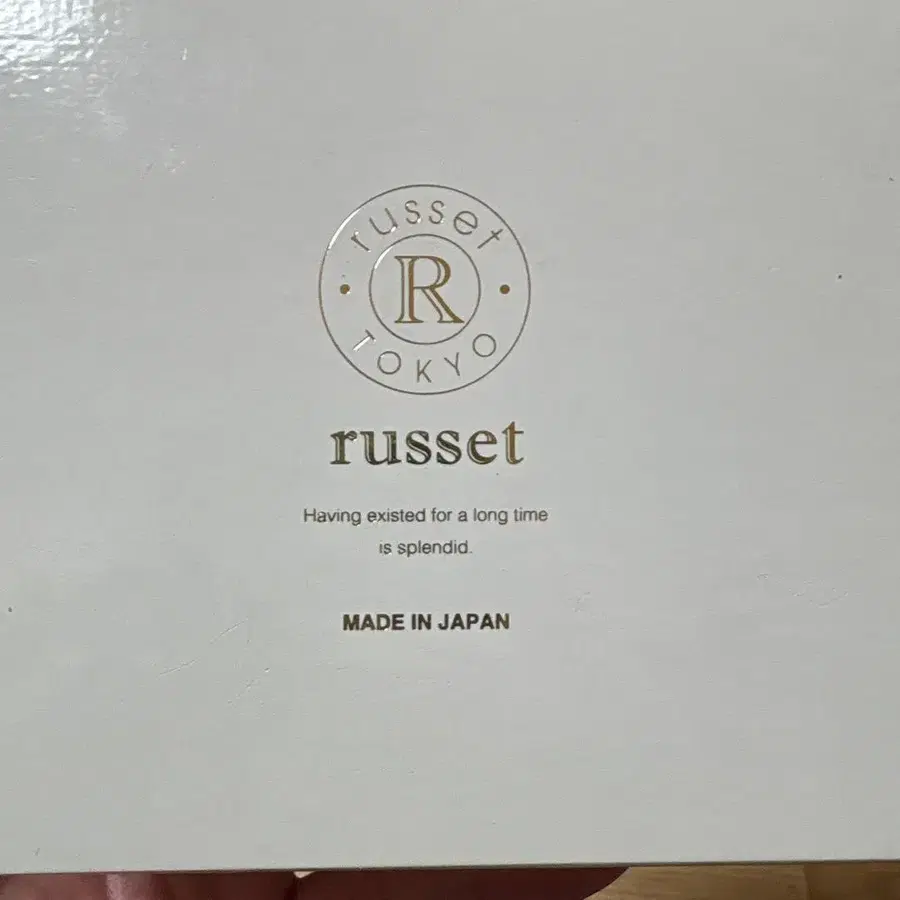 russet
R
TOKYO
russet
Having existed for a long time
is splendid.
MADE IN JAPAN